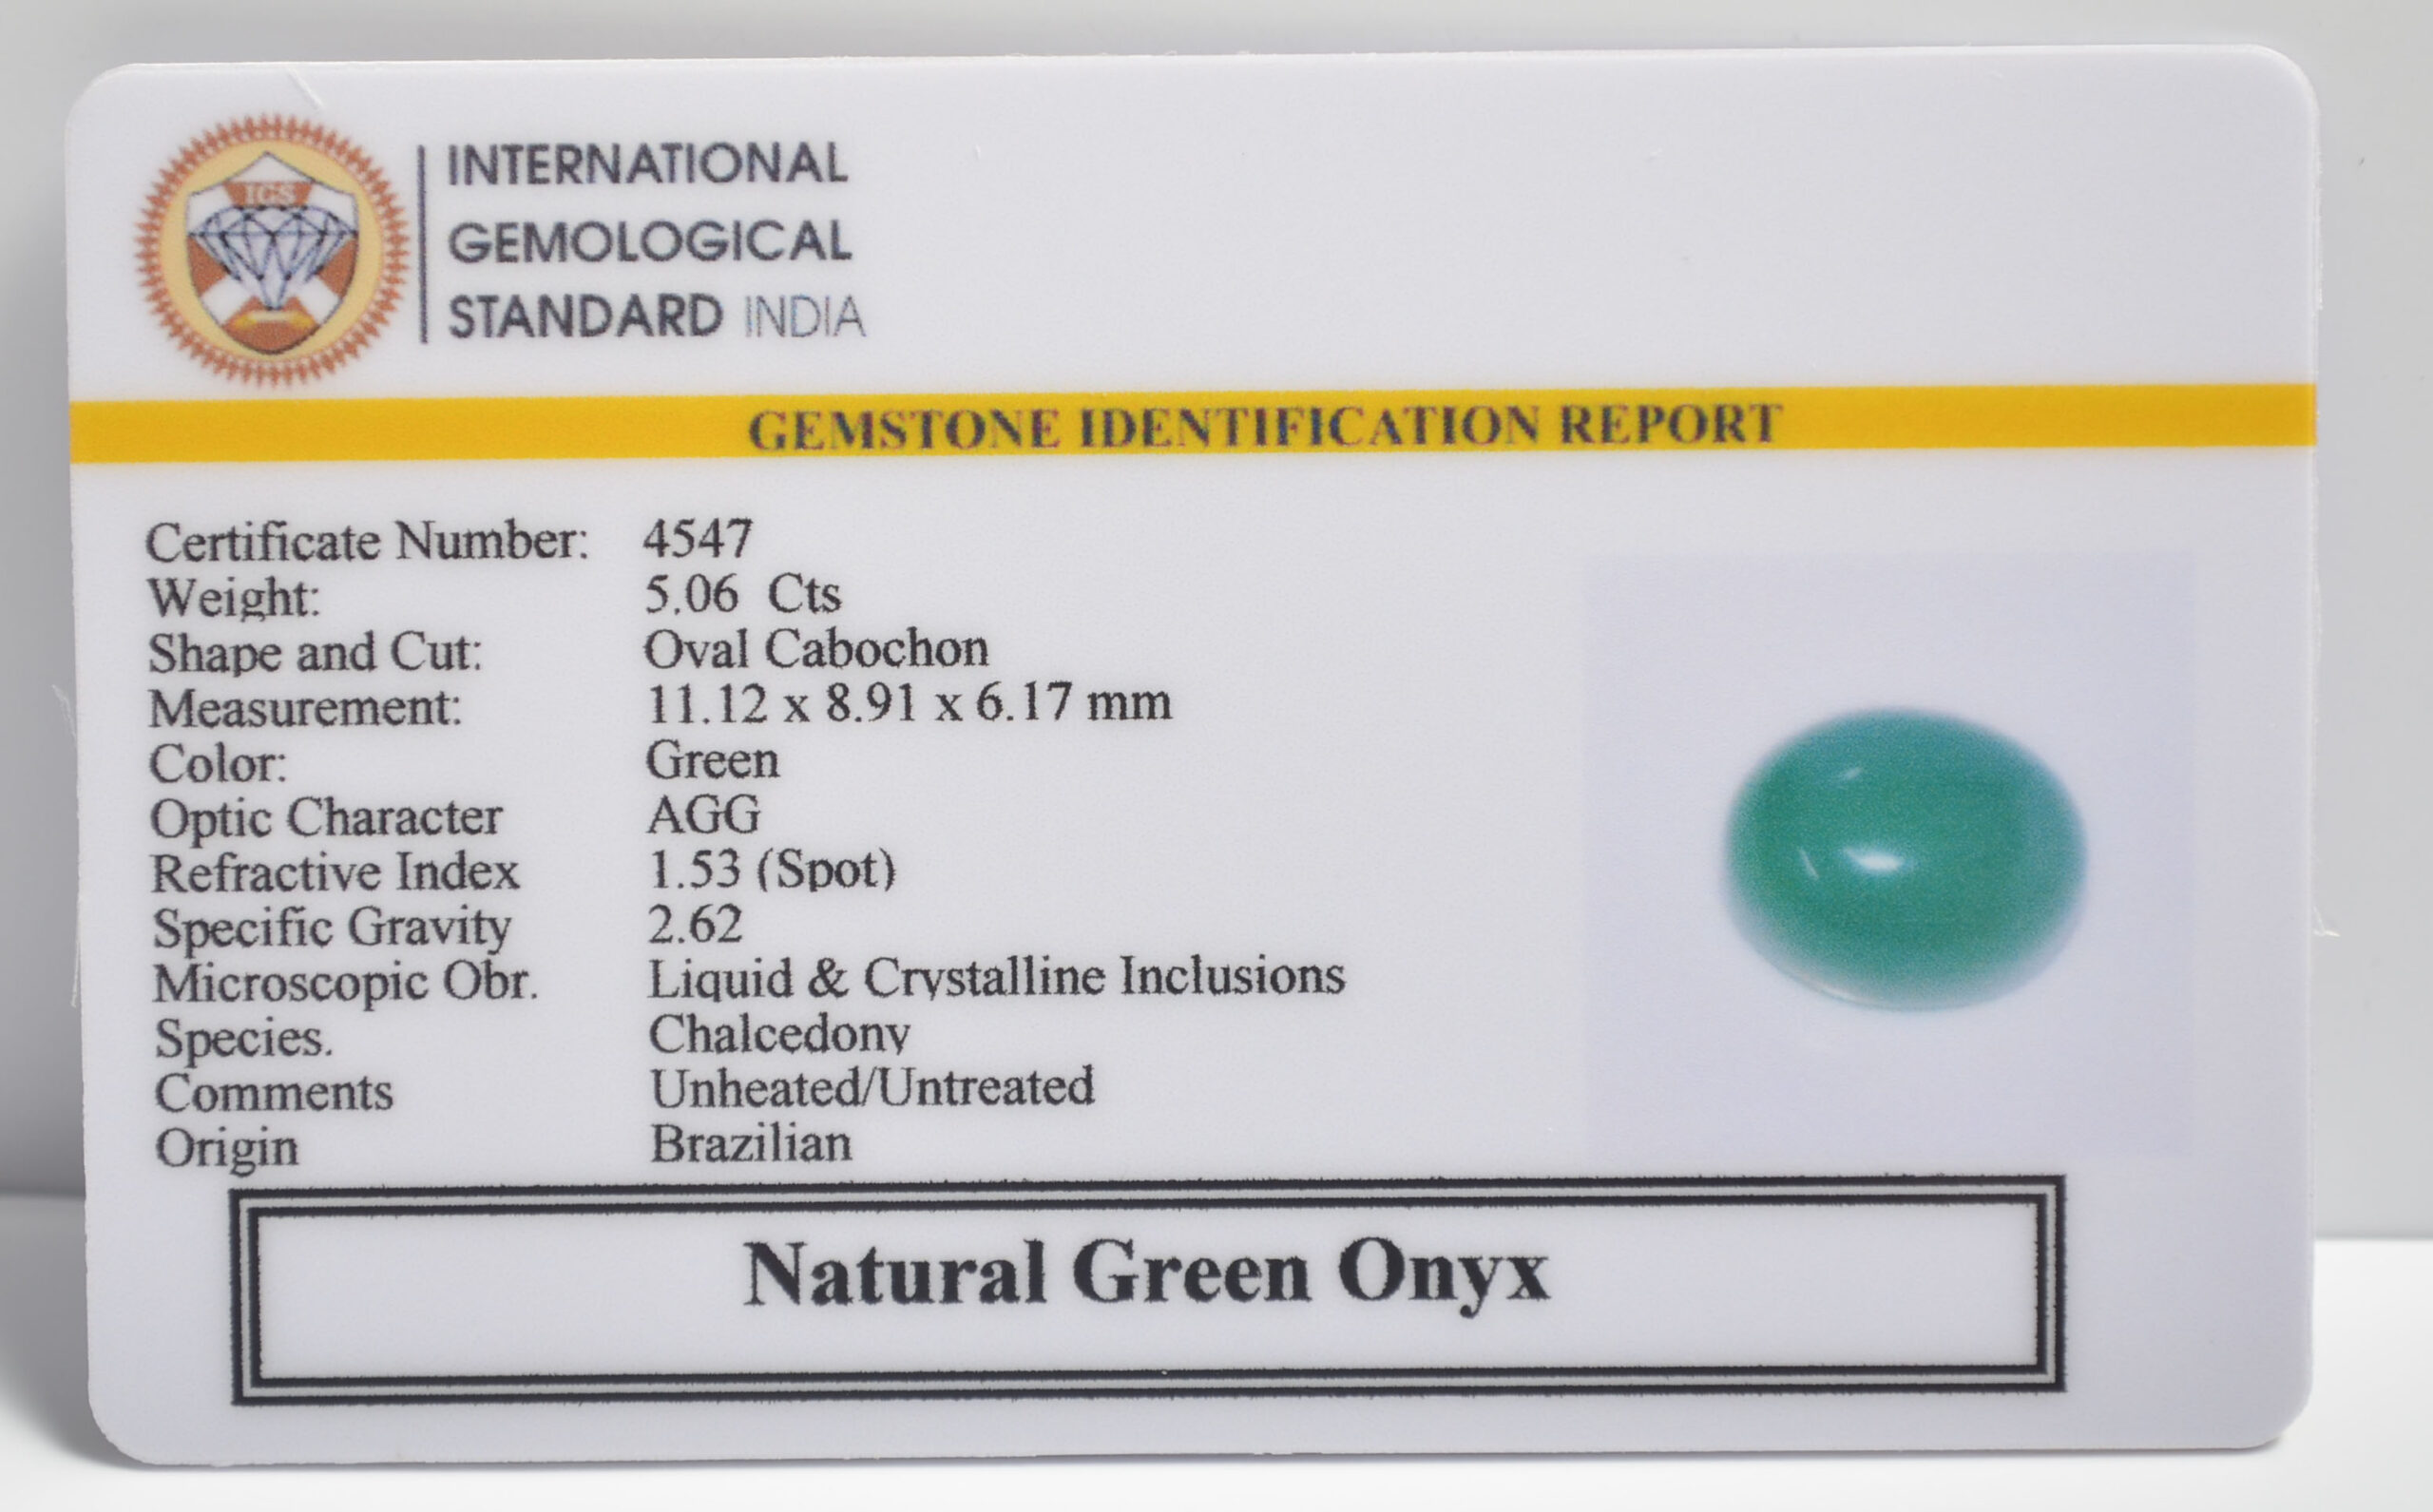 IGS
INTERNATIONAL
GEMOLOGICAL
STANDARD INDIA
GEMSTONE IDENTIFICATION REPORT
Certificate Number: 4547
Weight: 5.06 Cts
Shape and Cut: Oval Cabochon
Measurement: 11.12 x 8.91 x 6.17 mm
Color: Green
Optic Character AGG
Refractive Index 1.53 (Spot)
Specific Gravity 2.62
Microscopic Obr. Liquid & Crystalline Inclusions
Species. Chalcedony
Comments Unheated/Untreated
Origin Brazilian
Natural Green Onyx